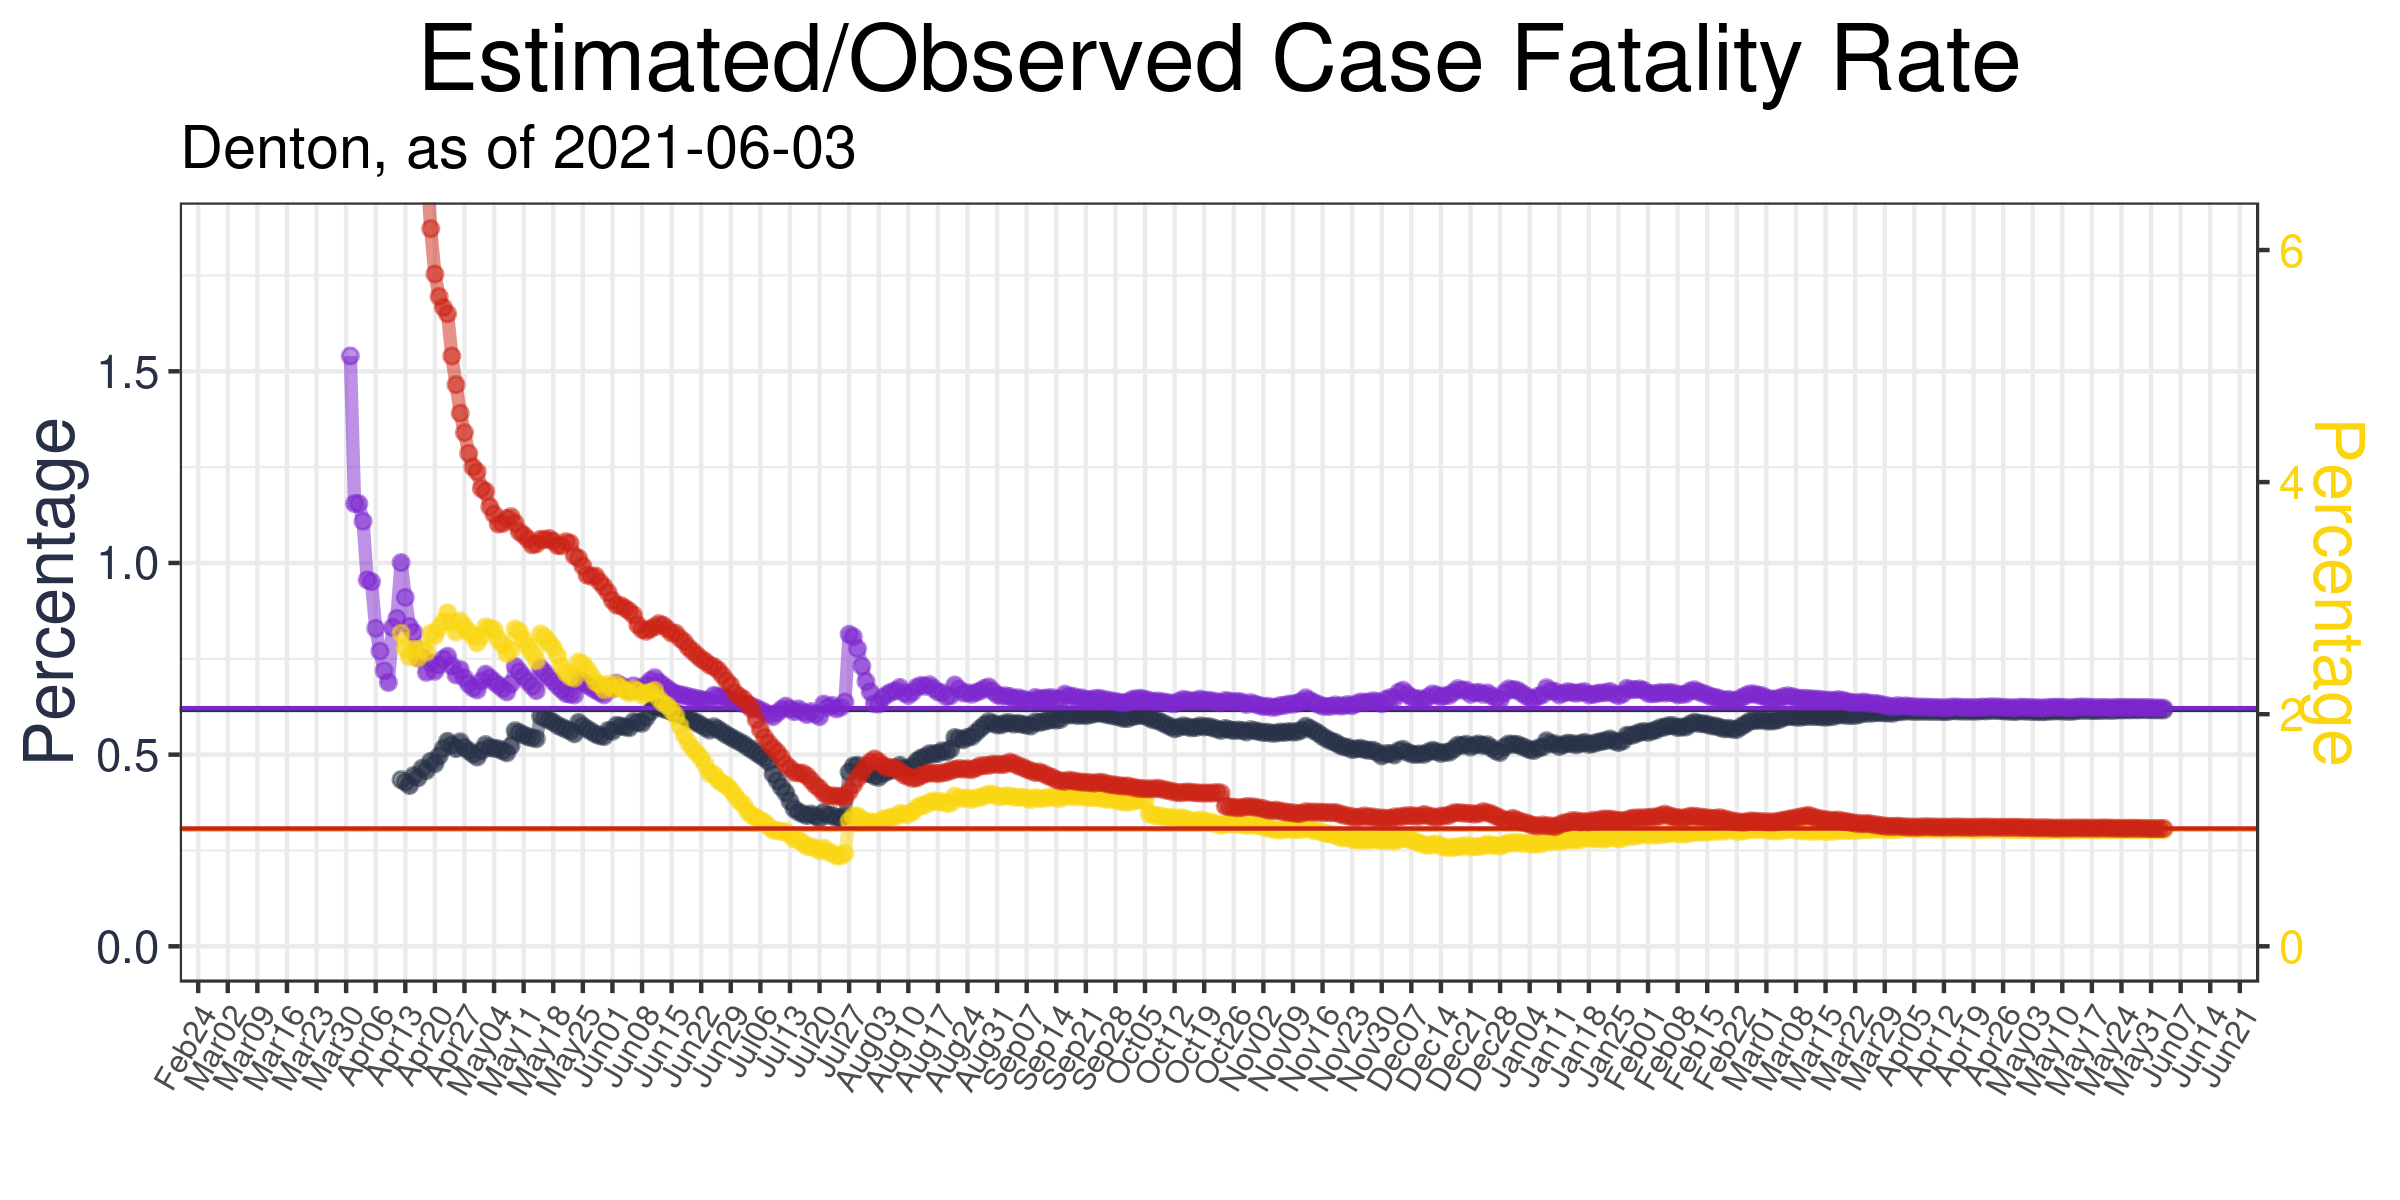 Estimated/Observed Case Fatality Rate
Denton, as of 2021-06-03
Percentage
1.5
1.0
0.5
0.0
6
4
2
0
Percentage
Feb24
Mar02
Mar09
Mar16
Mar23
Mar30
Apr06
Apr13
Apr20
Apr27
May04
May11
May18
May25
Jun01
Jun08
Jun15
Jun22
Jun29
Jul06
Jul13
Jul20
Jul27
Aug03
Aug10
Aug17
Aug24
Aug31
Sep07
Sep14
Sep21
Sep28
Oct05
Oct12
Oct19
Oct26
Nov02
Nov09
Nov16
Nov23
Nov30
Dec07
Dec14
Dec21
Dec28
Jan04
Jan11
Jan18
Jan25
Feb01
Feb08
Feb15
Feb22
Mar01
Mar08
Mar15
Mar22
Mar29
Apr05
Apr12
Apr19
Apr26
May03
May10
May17
May24
May31
Jun07
Jun14
Jun21